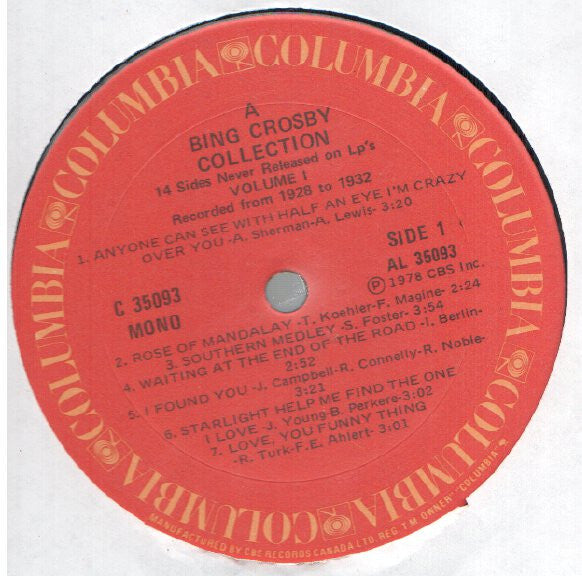 COLUMBIA COLUMBIA COLUMBIA COLUMBIA COLUMBIA COLUMBIA
A
BING CROSBY
COLLECTION
14 Sides Never Released on Lp's
VOLUME I
Recorded from 1928 to 1932
1. ANYONE CAN SEE WITH HALF AN EYE I'M CRAZY
OVER YOU -A. Sherman-A. Lewis- 3:20
SIDE 1
C 35093
AL 35093
MONO
Ⓟ 1978 CBS Inc.
2. ROSE OF MANDALAY -T. Koehler-F. Magine- 2:24
3. SOUTHERN MEDLEY -S. Foster- 3:54
4. WAITING AT THE END OF THE ROAD -I. Berlin-
2:52
5. I FOUND YOU -J. Campbell-R. Connelly-R. Noble-
3:21
6. STARLIGHT HELP ME FIND THE ONE
I LOVE -J. Young-B. Perkere-3:02
7. LOVE, YOU FUNNY THING
-R. Turk-F.E. Ahlert- 3:01
MANUFACTURED BY CBS RECORDS CANADA LTD. REG. T.M. OWNER "COLUMBIA"